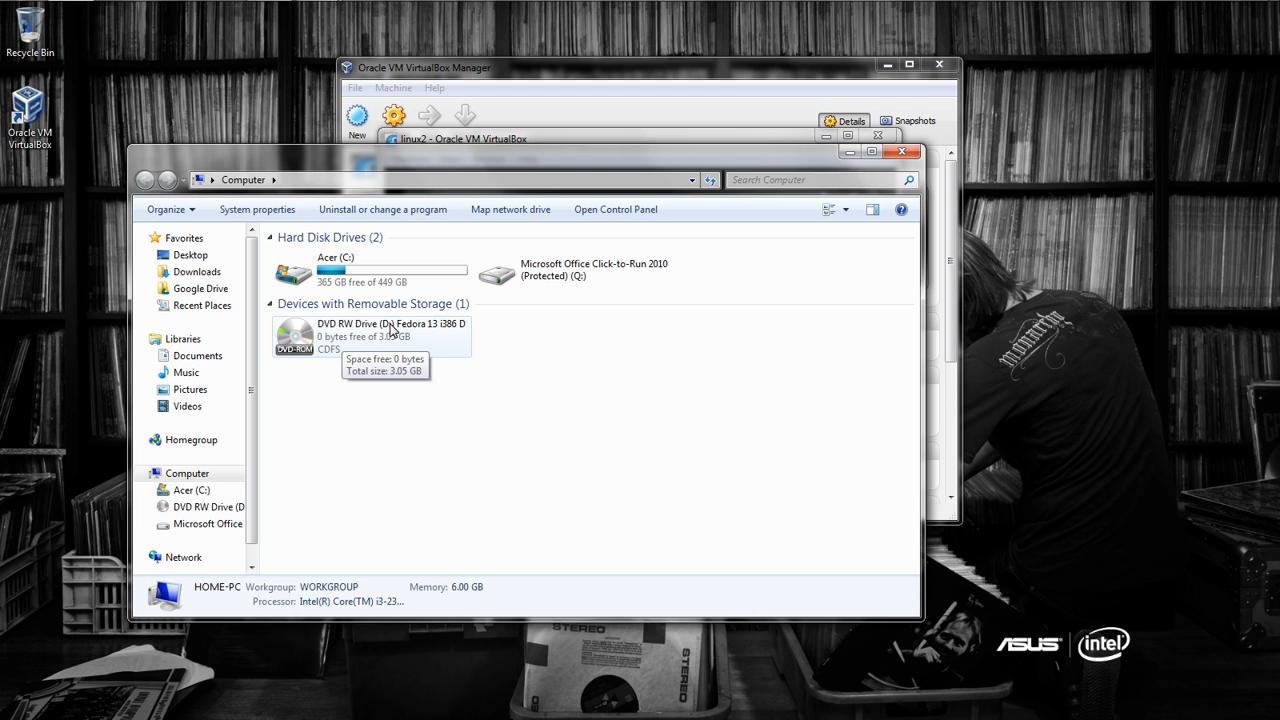 Recycle Bin
Oracle VM
VirtualBox
Oracle VM VirtualBox Manager
File Machine Help
New
Details
Snapshots
linux2 - Oracle VM VirtualBox
Computer
Search Computer
Organize System properties Uninstall or change a program Map network drive Open Control Panel
Favorites
Desktop
Downloads
Google Drive
Recent Places
Libraries
Documents
Music
Pictures
Videos
Homegroup
Computer
Acer (C:)
DVD RW Drive (D
Microsoft Office
Network
Hard Disk Drives (2)
Acer (C:)
365 GB free of 449 GB
Microsoft Office Click-to-Run 2010
(Protected) (Q:)
Devices with Removable Storage (1)
DVD RW Drive (D:) Fedora 13 i386 D
0 bytes free of 3.05 GB
CDFS
DVD-ROM
Space free: 0 bytes
Total size: 3.05 GB
HOME-PC Workgroup: WORKGROUP Memory: 6.00 GB
Processor: Intel(R) Core(TM) i3-23...
monarchy
STEREO
STEREO
ASUS
intel